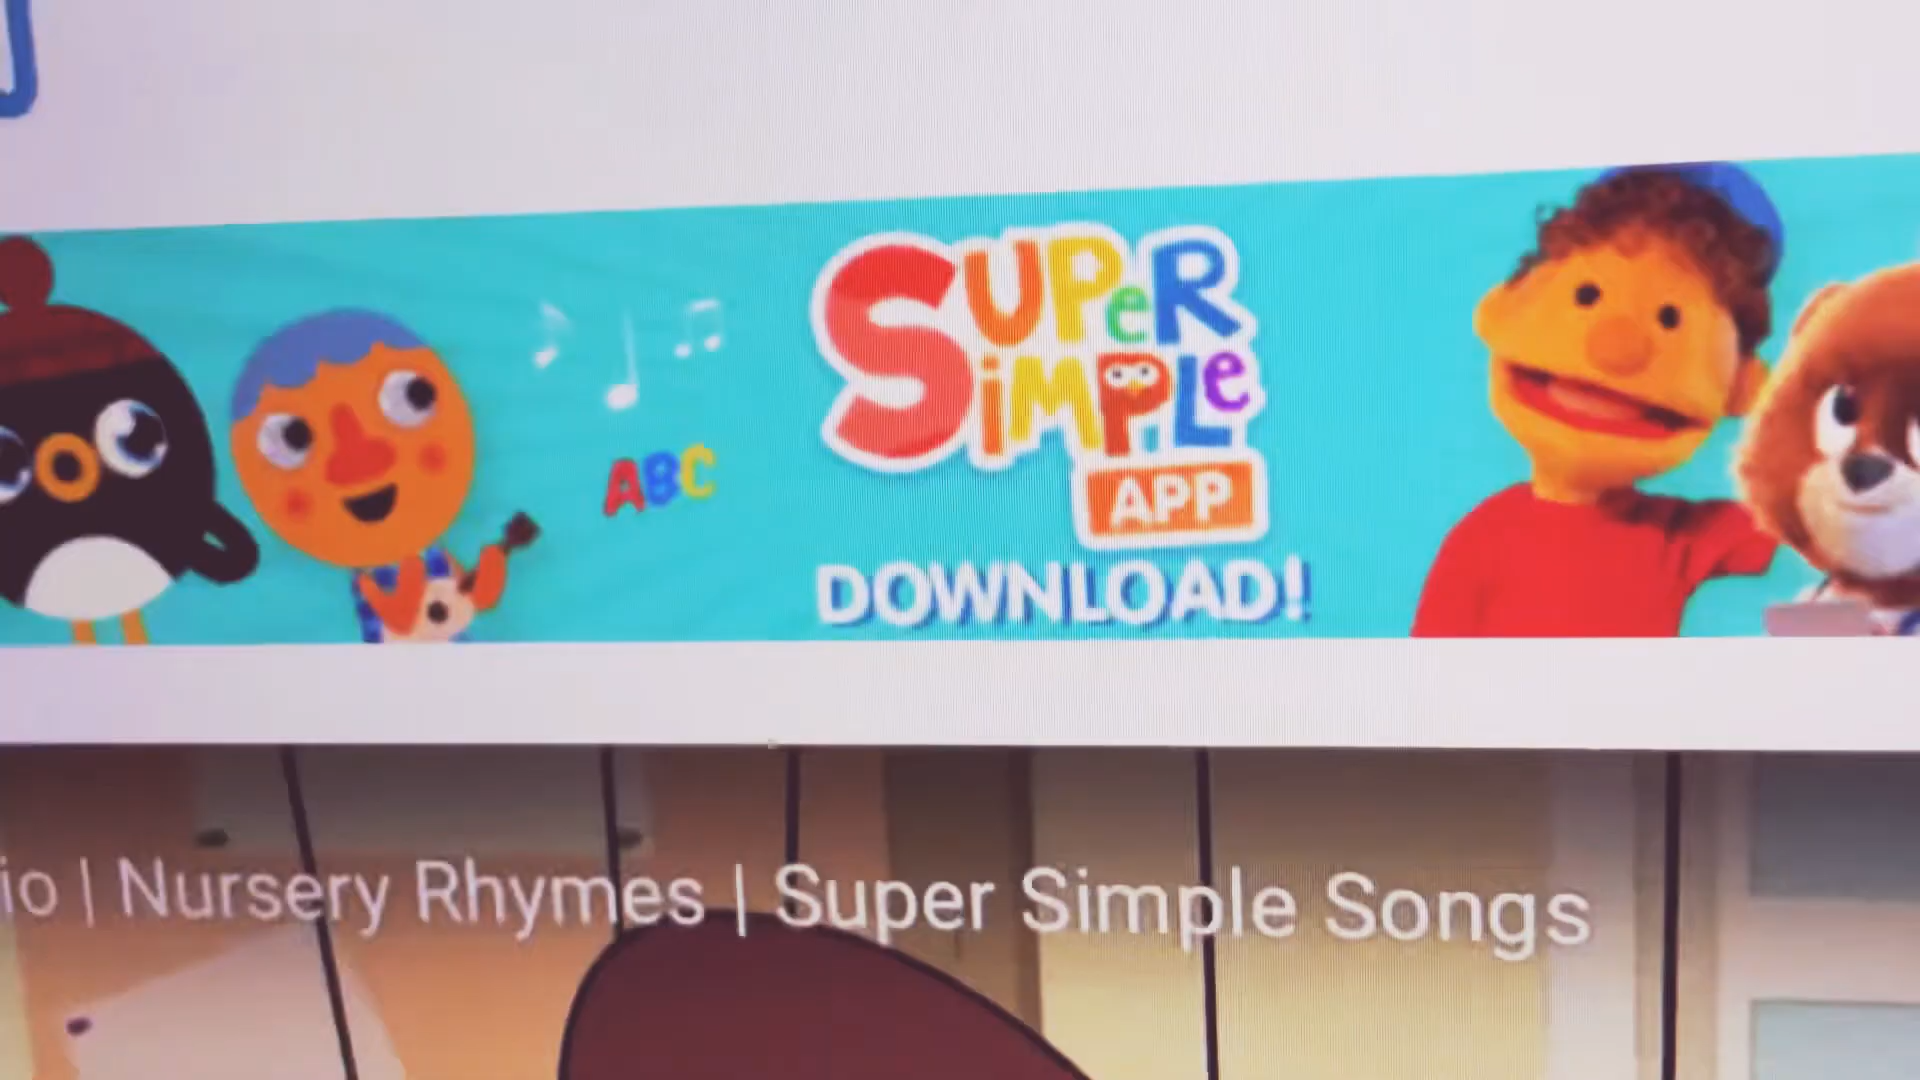 SUPeR
SiMPLe
APP
ABC
DOWNLOAD!
io | Nursery Rhymes | Super Simple Songs